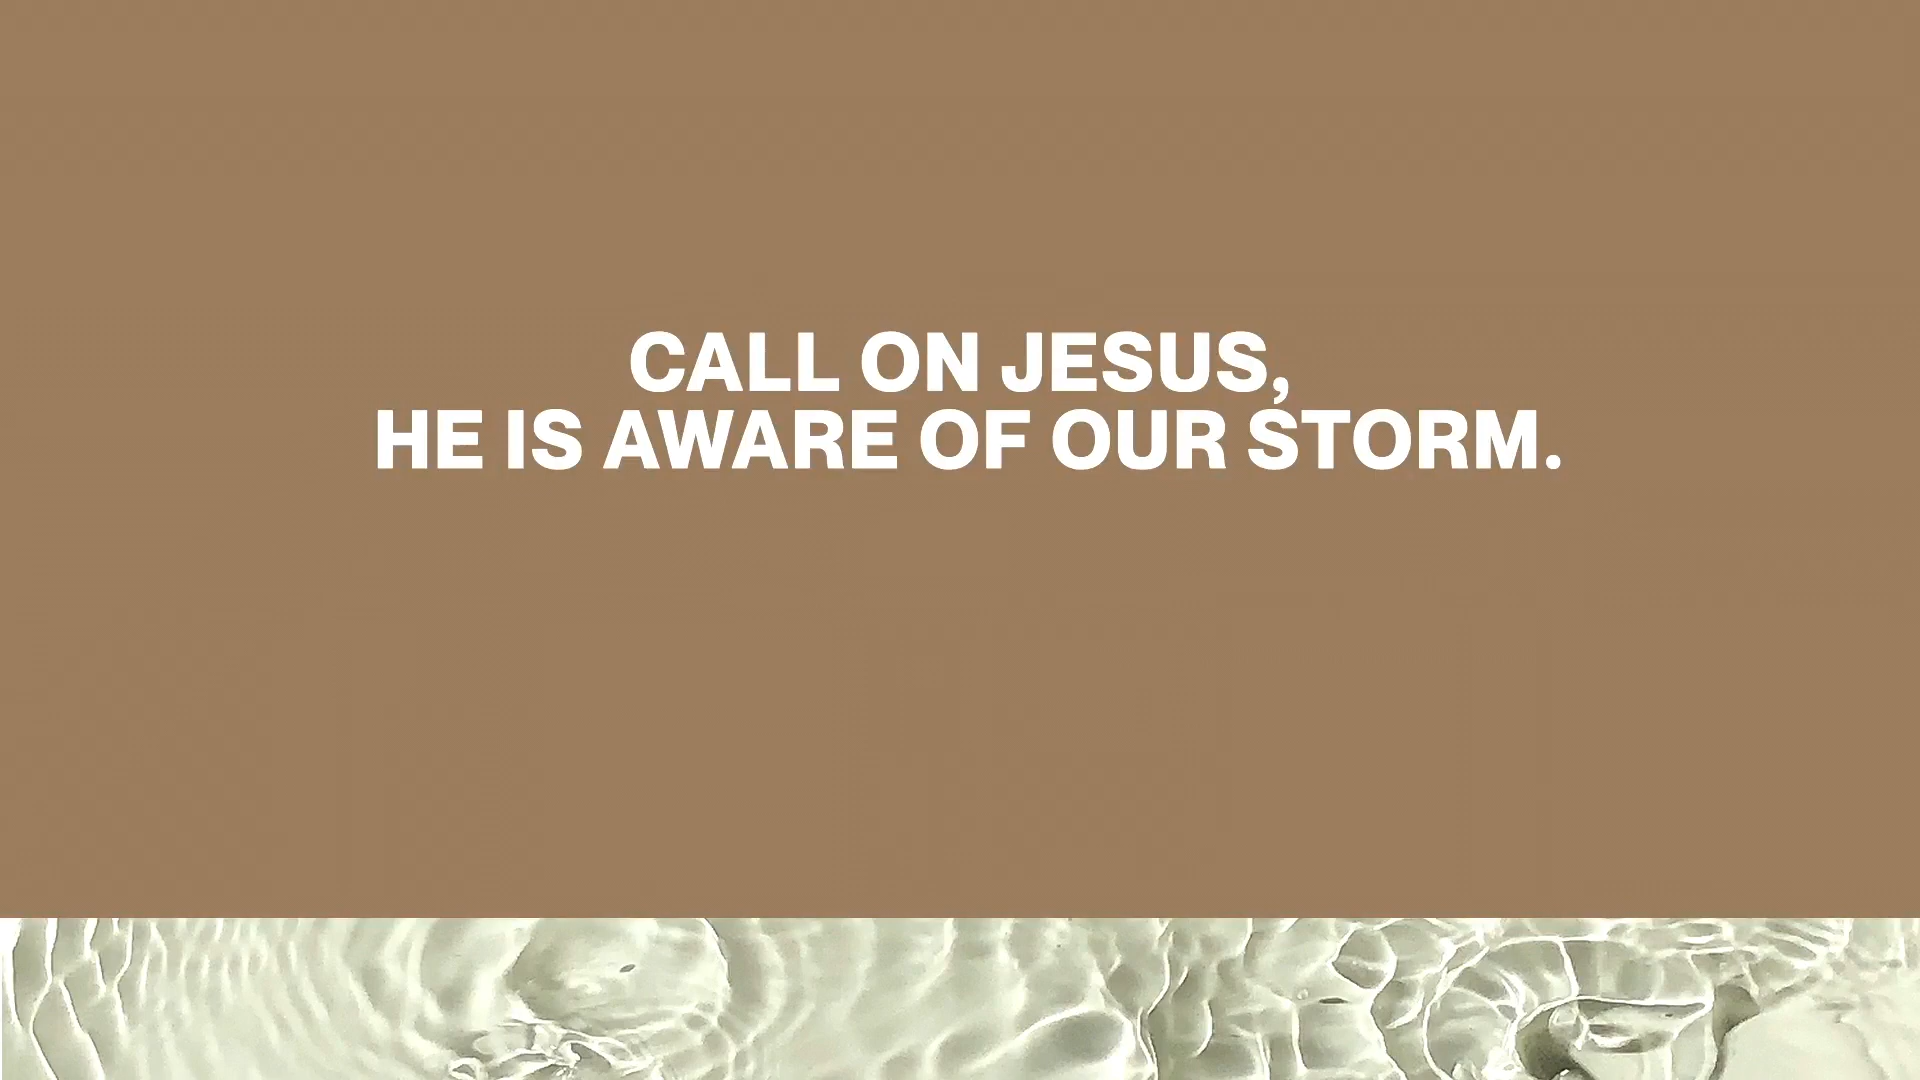 CALL ON JESUS,
HE IS AWARE OF OUR STORM.